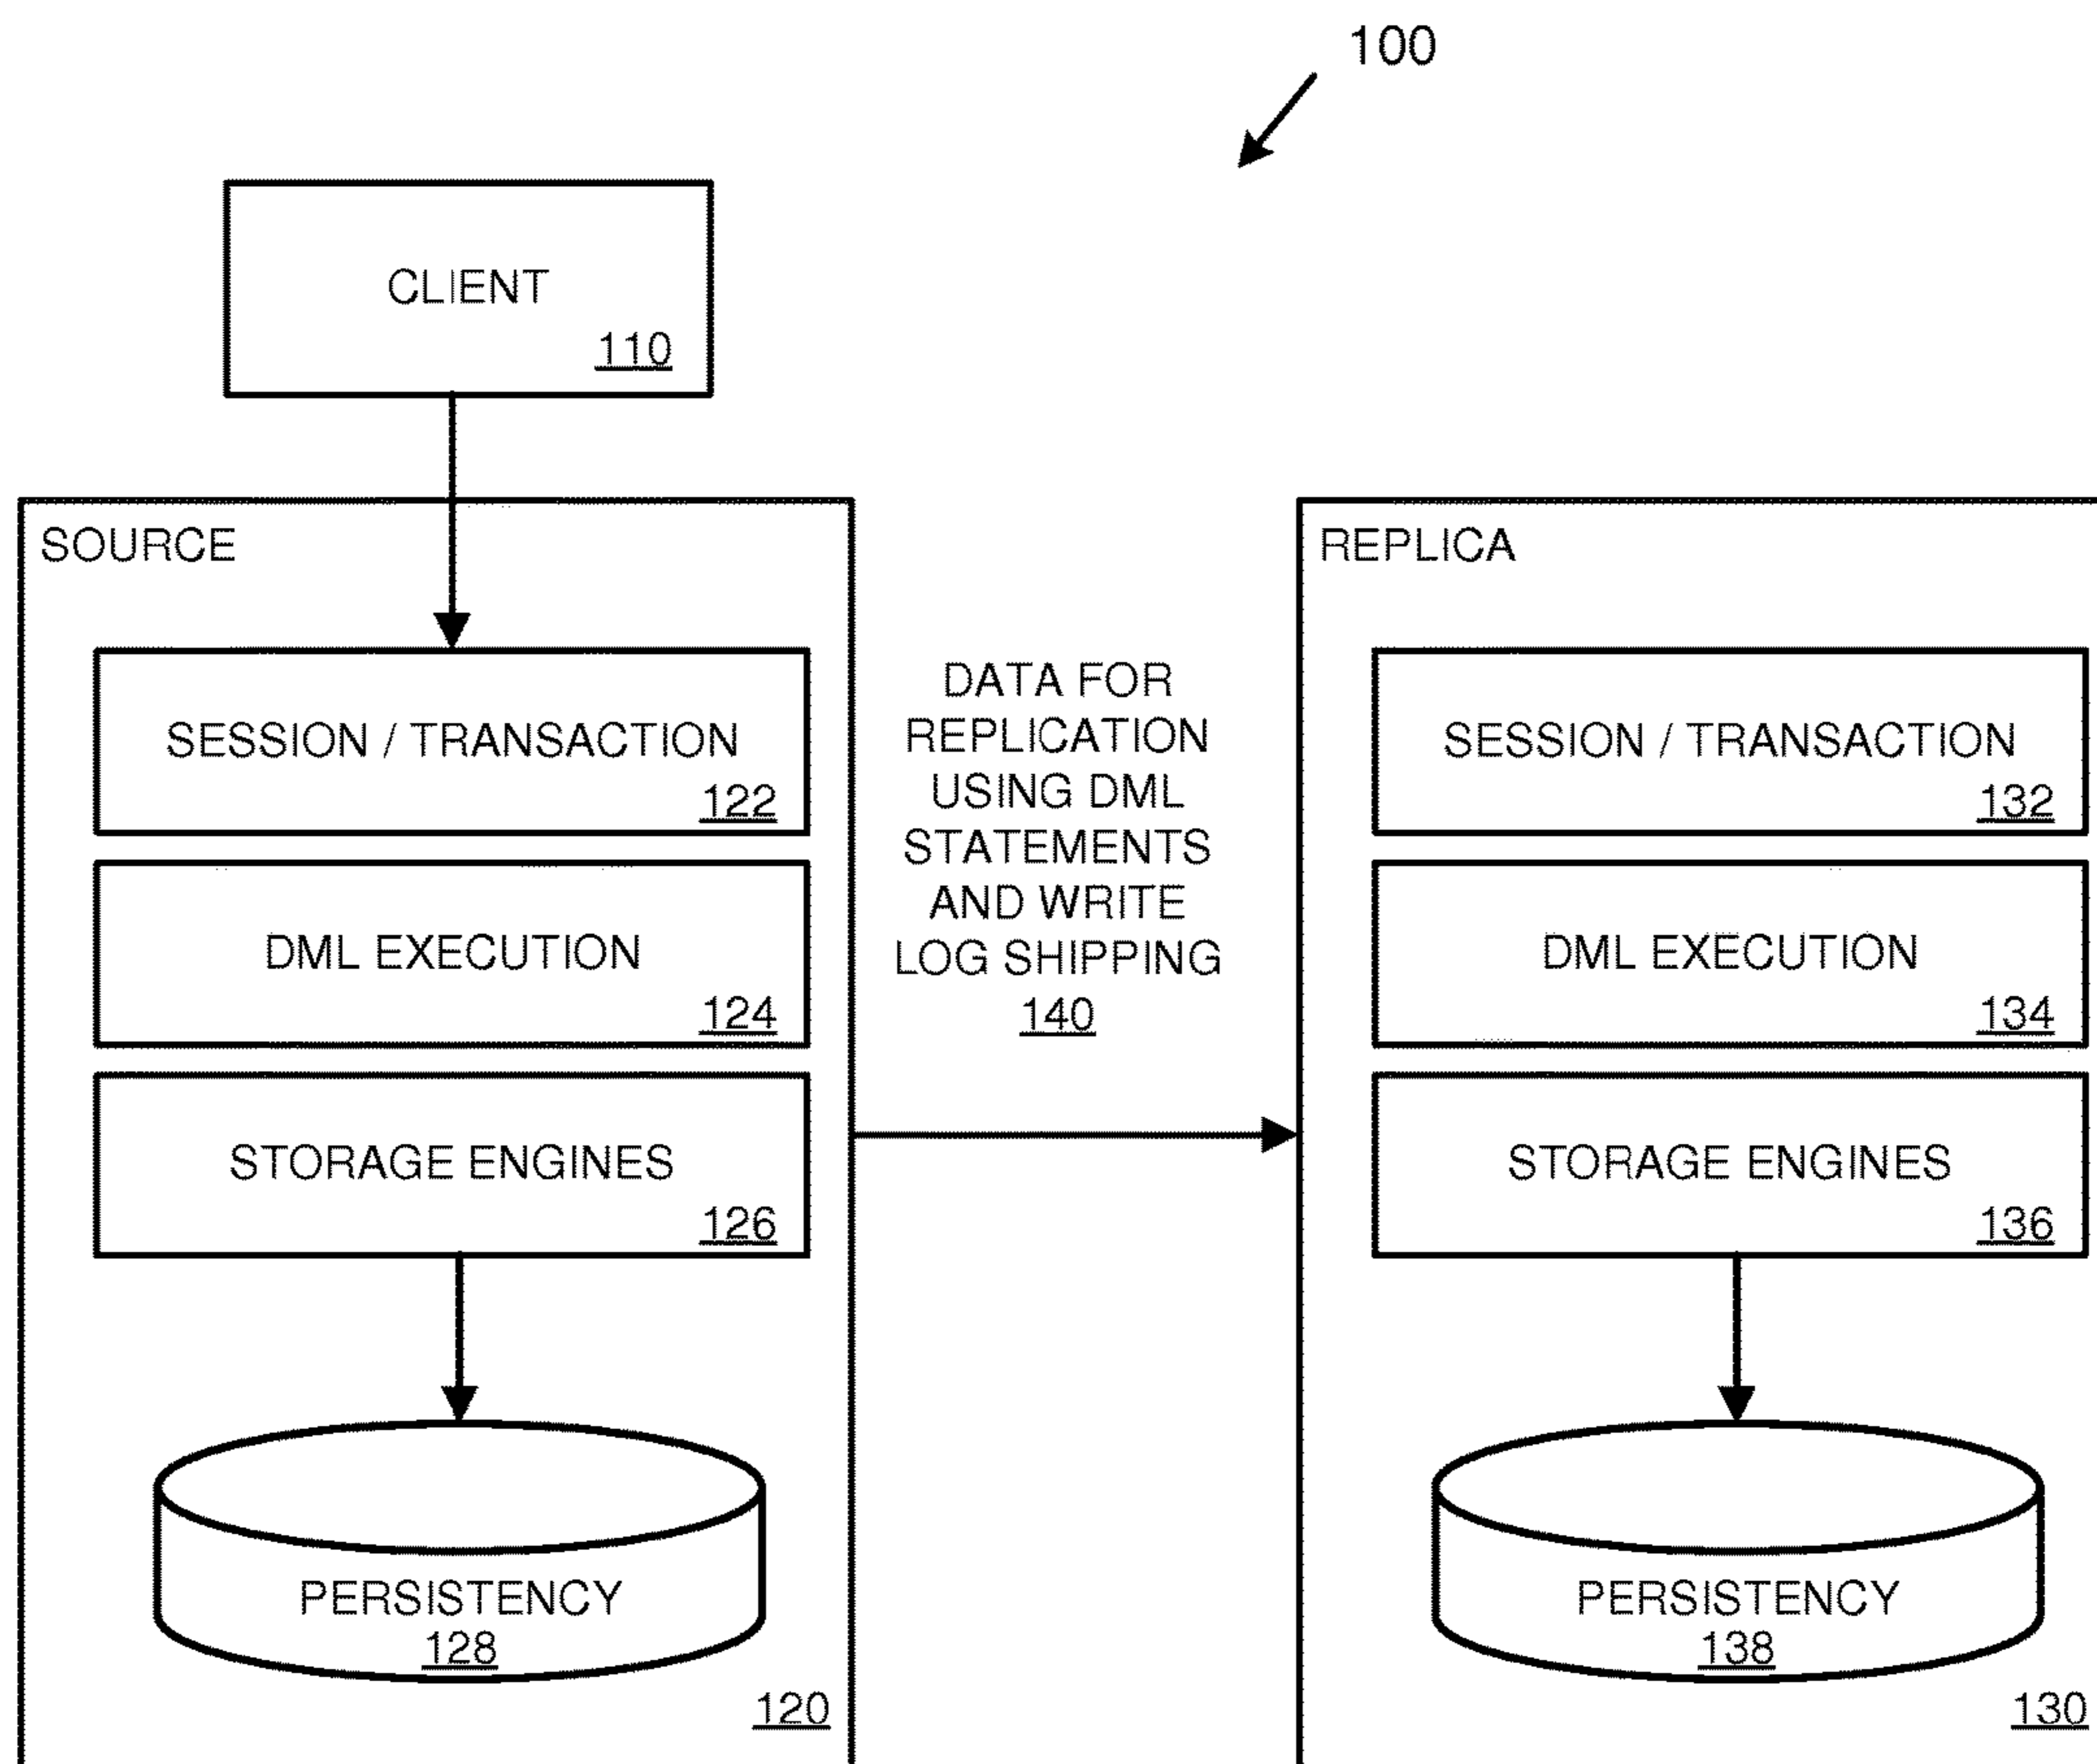 100
CLIENT
110
SOURCE
SESSION / TRANSACTION
122
DML EXECUTION
124
STORAGE ENGINES
126
PERSISTENCY
128
120
DATA FOR
REPLICATION
USING DML
STATEMENTS
AND WRITE
LOG SHIPPING
140
REPLICA
SESSION / TRANSACTION
132
DML EXECUTION
134
STORAGE ENGINES
136
PERSISTENCY
138
130